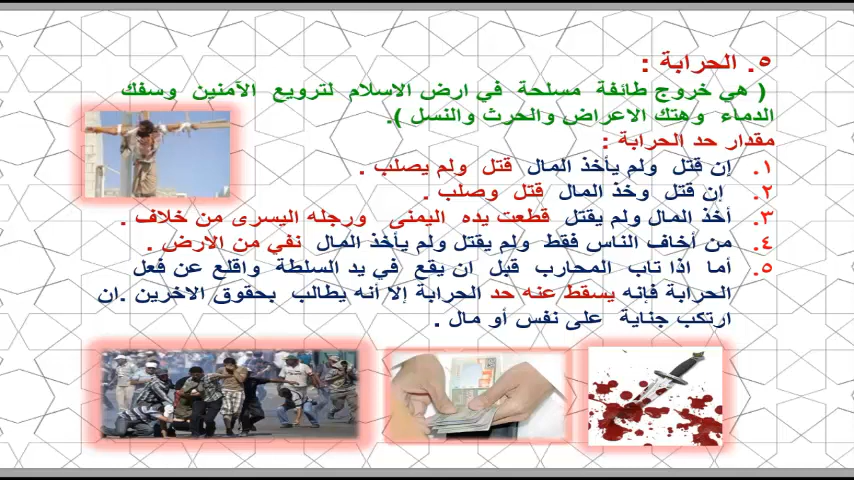 ٥. الحرابة :
( هي خروج طائفة مسلحة في ارض الاسلام لترويع الآمنين وسفك
الدماء وهتك الاعراض والحرث والنسل ).
مقدار حد الحرابة :
١. إن قتل ولم يأخذ المال قتل ولم يصلب .
٢. إن قتل وخذ المال قتل وصلب .
٣. أخذ المال ولم يقتل قطعت يده اليمنى ورجله اليسرى من خلاف .
٤. من أخاف الناس فقط ولم يقتل ولم يأخذ المال نفي من الارض .
٥. أما اذا تاب المحارب قبل ان يقع في يد السلطة واقلع عن فعل
الحرابة فإنه يسقط عنه حد الحرابة إلا أنه يطالب بحقوق الاخرين .ان
ارتكب جناية على نفس أو مال .